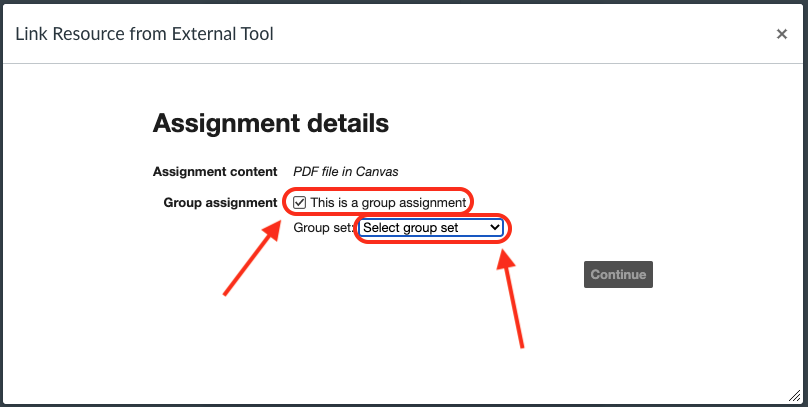 Link Resource from External Tool ×
Assignment details
Assignment content PDF file in Canvas
Group assignment This is a group assignment
Group set: Select group set
Continue